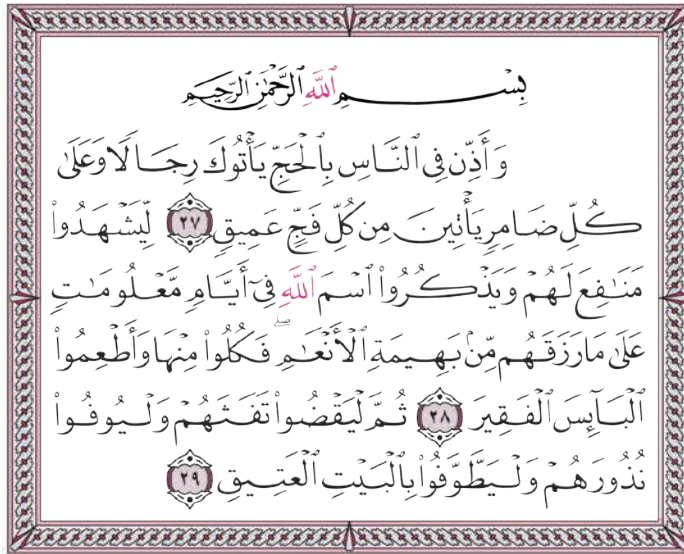 بِسْمِ ٱللَّهِ ٱلرَّحْمَٰنِ ٱلرَّحِيمِ
وَأَذِّن فِى ٱلنَّاسِ بِٱلْحَجِّ يَأْتُوكَ رِجَالًا وَعَلَىٰ
كُلِّ ضَامِرٍ يَأْتِينَ مِن كُلِّ فَجٍّ عَمِيقٍ ٢٧ لِّيَشْهَدُوا۟
مَنَٰفِعَ لَهُمْ وَيَذْكُرُوا۟ ٱسْمَ ٱللَّهِ فِىٓ أَيَّامٍ مَّعْلُومَٰتٍ
عَلَىٰ مَا رَزَقَهُم مِّنۢ بَهِيمَةِ ٱلْأَنْعَٰمِ ۖ فَكُلُوا۟ مِنْهَا وَأَطْعِمُوا۟
ٱلْبَآئِسَ ٱلْفَقِيرَ ٢٨ ثُمَّ لْيَقْضُوا۟ تَفَثَهُمْ وَلْيُوفُوا۟
نُذُورَهُمْ وَلْيَطَّوَّفُوا۟ بِٱلْبَيْتِ ٱلْعَتِيقِ ٢٩